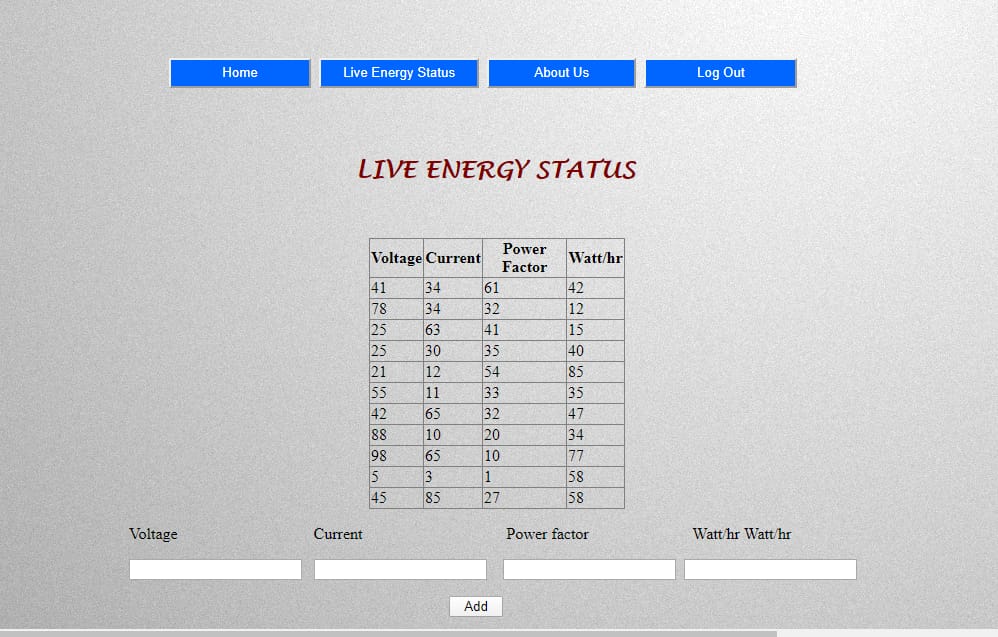 Home Live Energy Status About Us Log Out
LIVE ENERGY STATUS
Voltage Current Power Factor Watt/hr
41 34 61 42
78 34 32 12
25 63 41 15
25 30 35 40
21 12 54 85
55 11 33 35
42 65 32 47
88 10 20 34
98 65 10 77
5 3 1 58
45 85 27 58
Voltage Current Power factor Watt/hr Watt/hr
Add